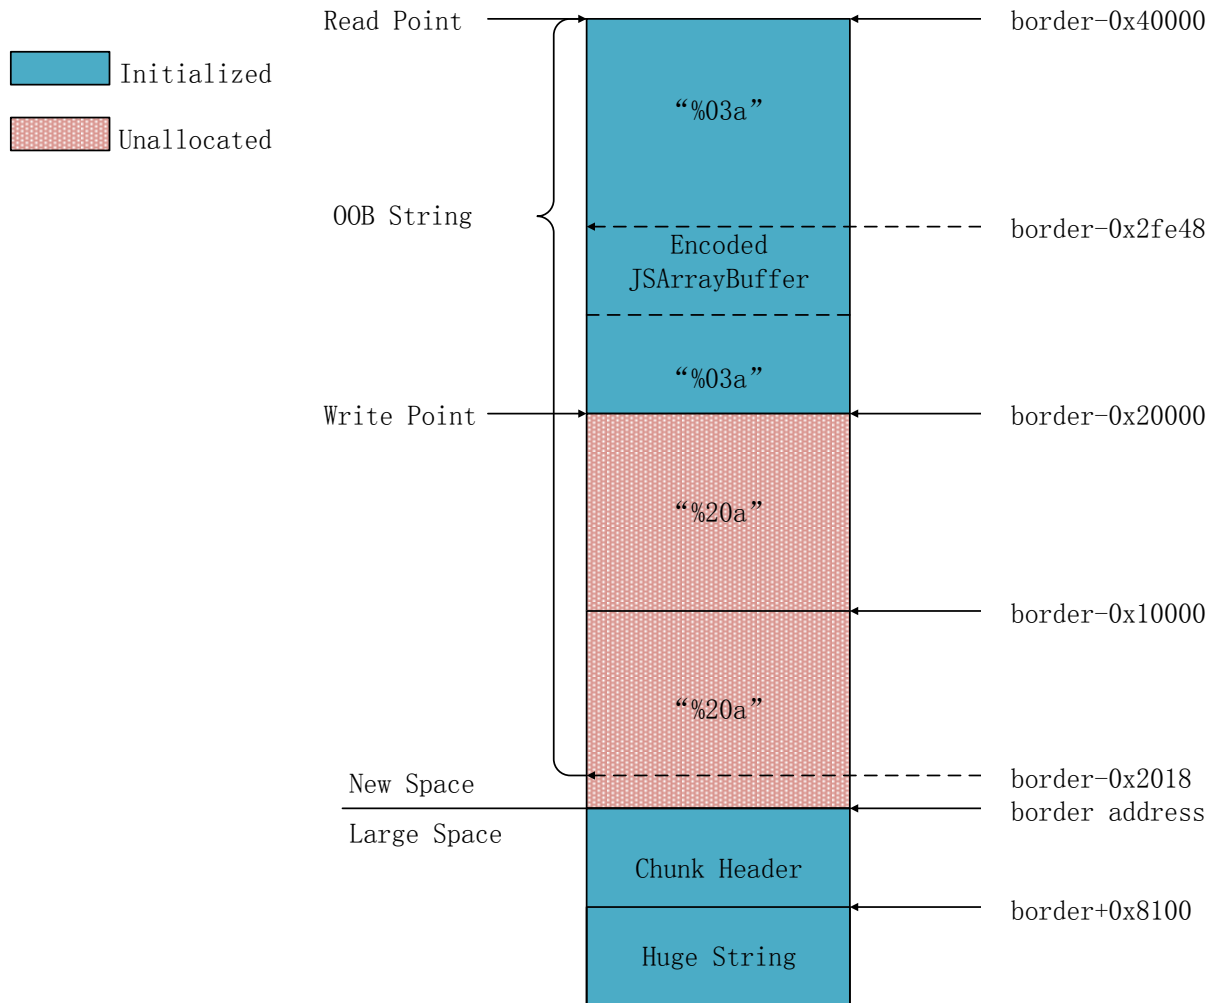 Read Point
border-0x40000
Initialized
“%03a”
Unallocated
OOB String
border-0x2fe48
Encoded
JSArrayBuffer
“%03a”
Write Point
border-0x20000
“%20a”
border-0x10000
“%20a”
New Space
border-0x2018
border address
Large Space
Chunk Header
border+0x8100
Huge String